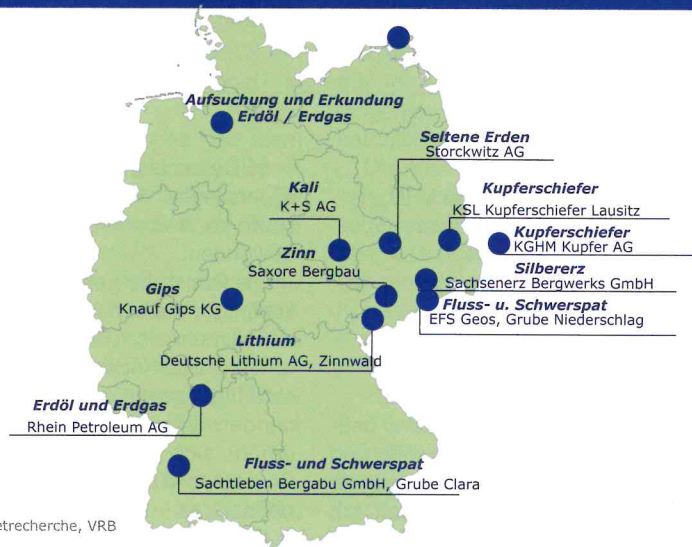 Aufsuchung und Erkundung
Erdöl / Erdgas
Seltene Erden
Storckwitz AG
Kali
K+S AG
Kupferschiefer
KSL Kupferschiefer Lausitz
Kupferschiefer
KGHM Kupfer AG
Zinn
Saxore Bergbau
Silbererz
Sachsenerz Bergwerks GmbH
Gips
Knauf Gips KG
Fluss- u. Schwerspat
EFS Geos, Grube Niederschlag
Lithium
Deutsche Lithium AG, Zinnwald
Erdöl und Erdgas
Rhein Petroleum AG
Fluss- und Schwerspat
Sachtleben Bergabu GmbH, Grube Clara
etrecherche, VRB